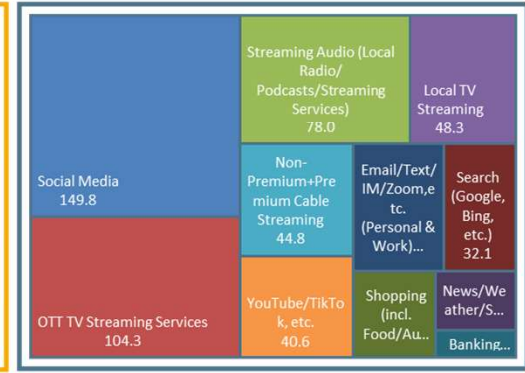 Social Media
149.8
OTT TV Streaming Services
104.3
Streaming Audio (Local
Radio/
Podcasts/Streaming
Services)
78.0
Local TV
Streaming
48.3
Non-
Premium+Pre
mium Cable
Streaming
44.8
Email/Text/
IM/Zoom,e
tc.
(Personal &
Work)...
Search
(Google,
Bing,
etc.)
32.1
YouTube/TikTo
k, etc.
40.6
Shopping
(incl.
Food/Au...
News/We
ather/S...
Banking...